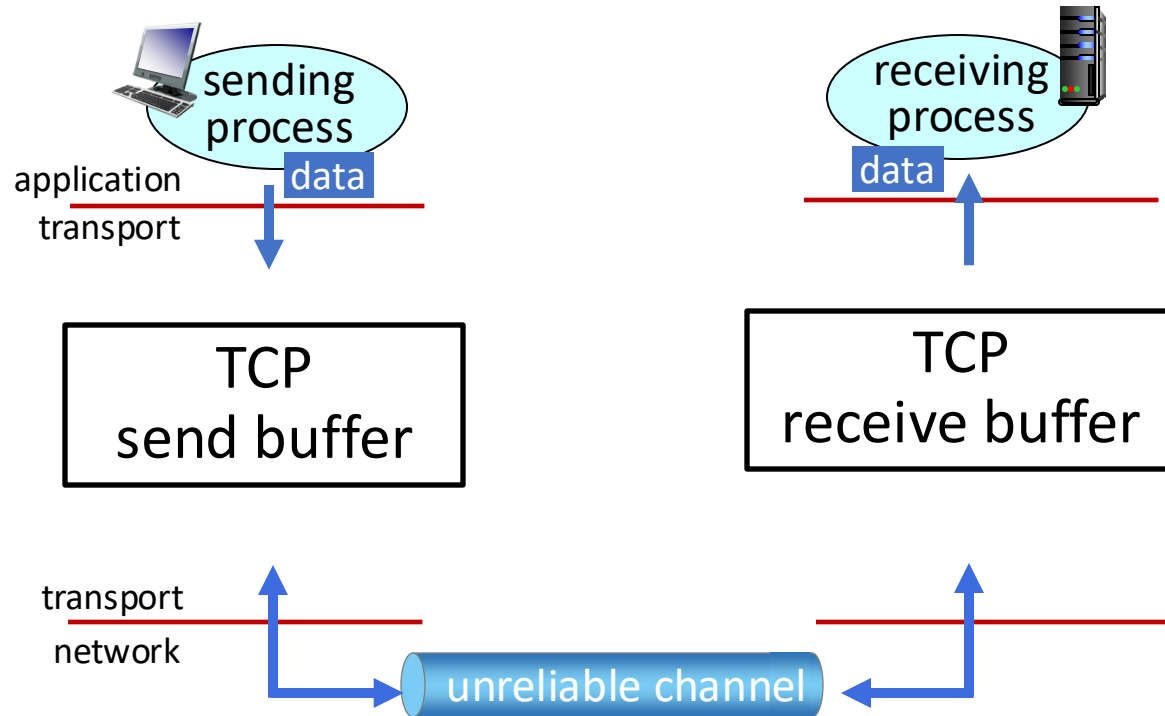 sending
process
receiving
process
data
data
application
transport
TCP
send buffer
TCP
receive buffer
transport
network
unreliable channel